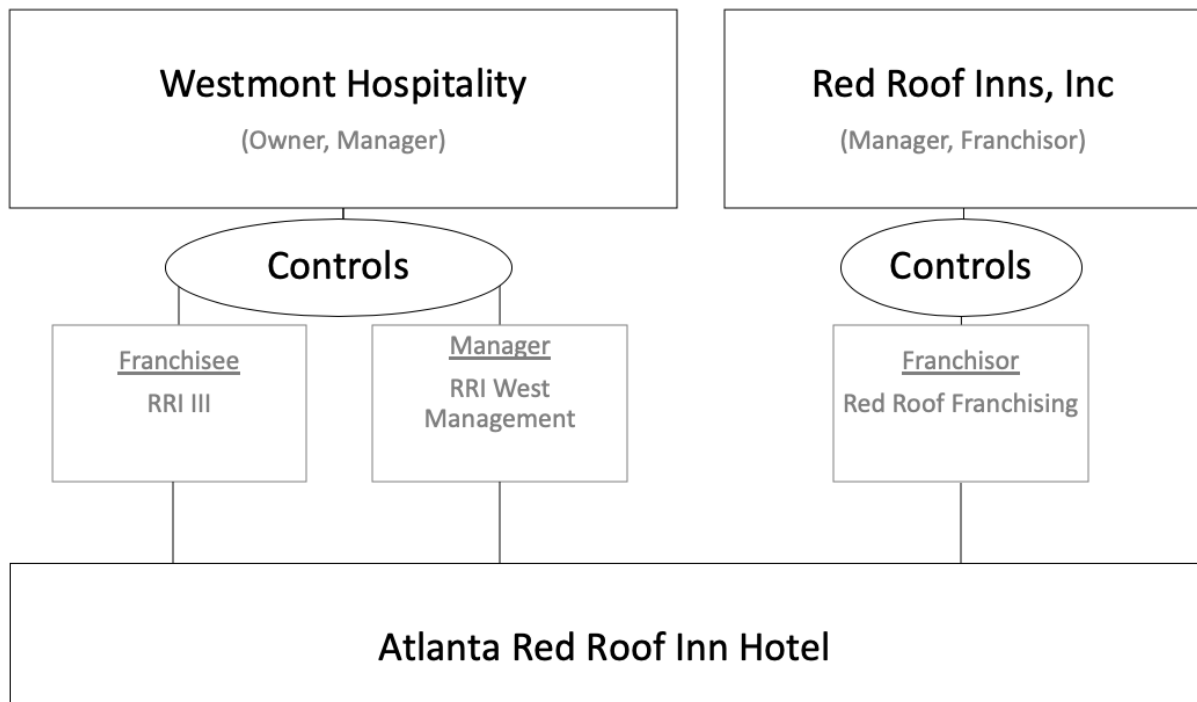 Westmont Hospitality
(Owner, Manager)
Red Roof Inns, Inc
(Manager, Franchisor)
Controls
Controls
Franchisee
RRI III
Manager
RRI West
Management
Franchisor
Red Roof Franchising
Atlanta Red Roof Inn Hotel